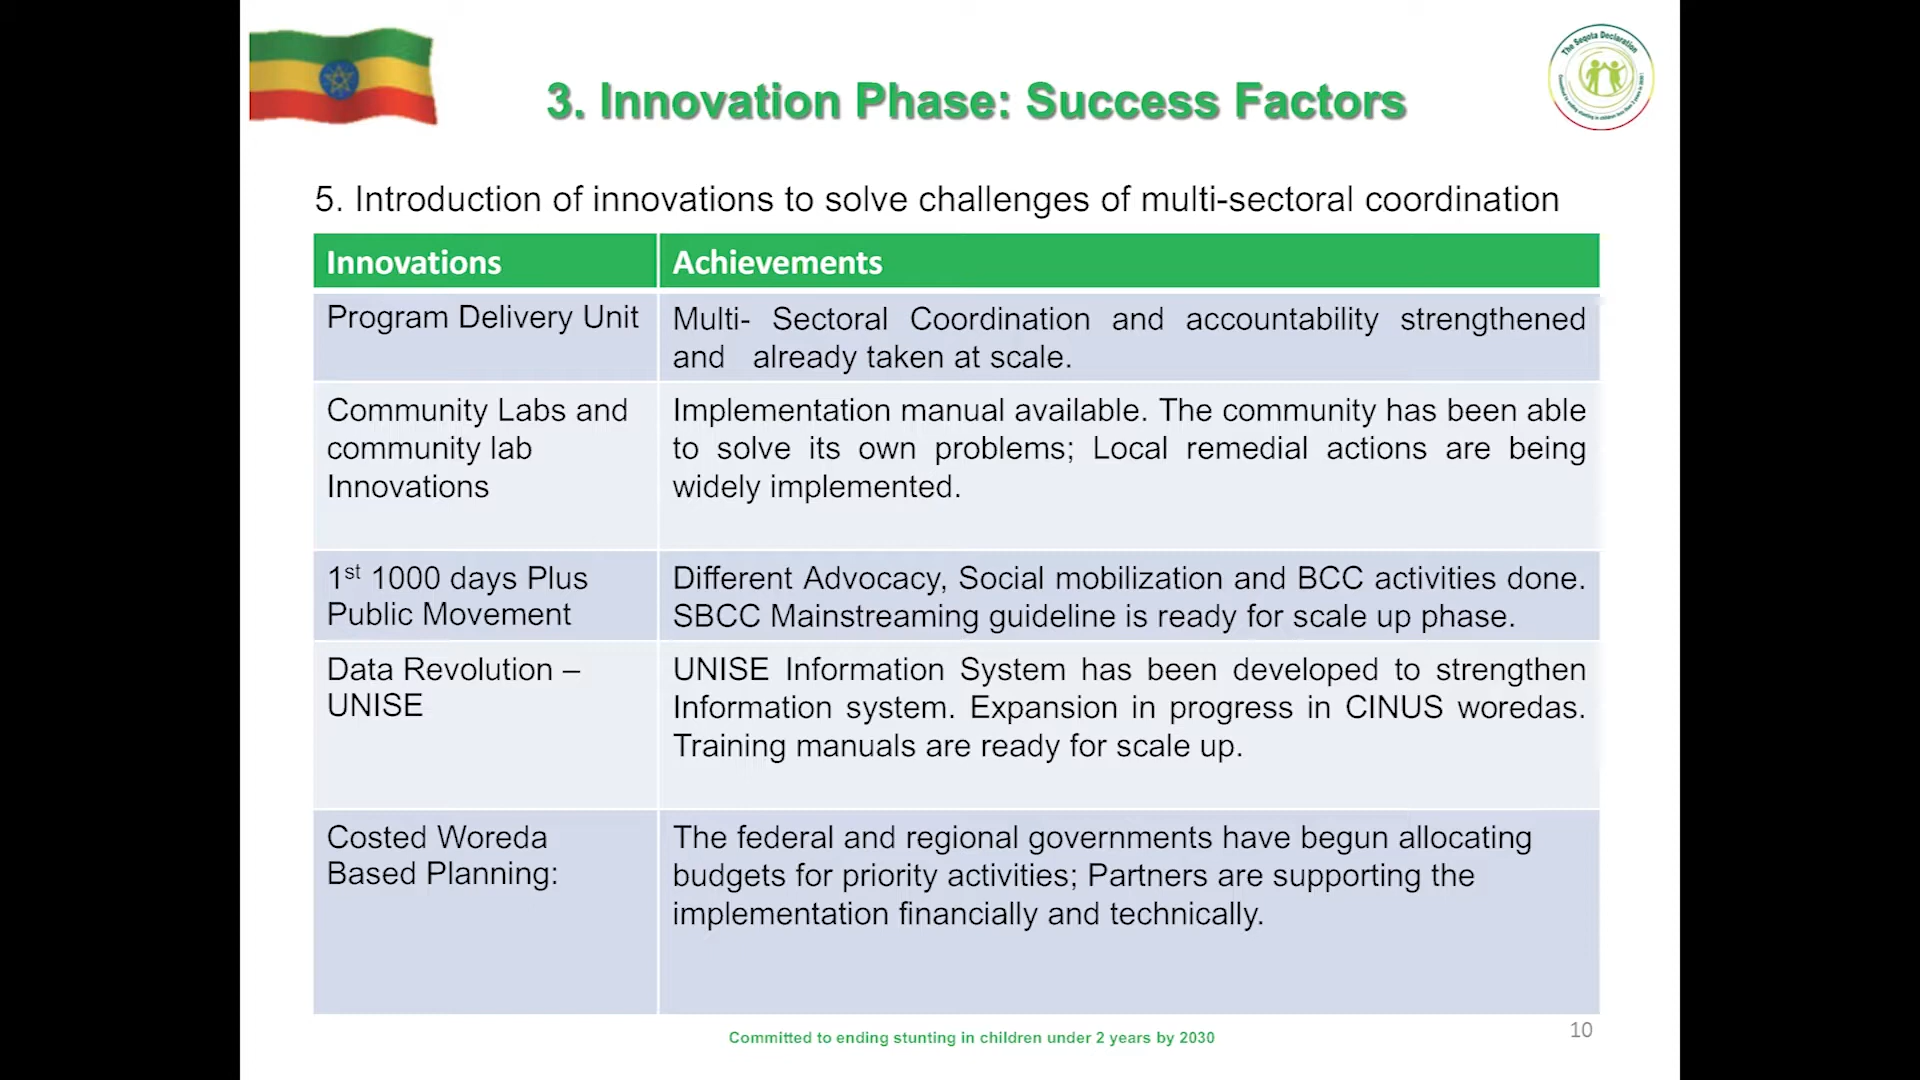 The Seqota Declaration
3. Innovation Phase: Success Factors
5. Introduction of innovations to solve challenges of multi-sectoral coordination
Innovations
Achievements
Program Delivery Unit
Multi- Sectoral Coordination and accountability strengthened
and already taken at scale.
Community Labs and
community lab
Innovations
Implementation manual available. The community has been able
to solve its own problems; Local remedial actions are being
widely implemented.
1st 1000 days Plus
Public Movement
Different Advocacy, Social mobilization and BCC activities done.
SBCC Mainstreaming guideline is ready for scale up phase.
Data Revolution –
UNISE
UNISE Information System has been developed to strengthen
Information system. Expansion in progress in CINUS woredas.
Training manuals are ready for scale up.
Costed Woreda
Based Planning:
The federal and regional governments have begun allocating
budgets for priority activities; Partners are supporting the
implementation financially and technically.
Committed to ending stunting in children under 2 years by 2030
10